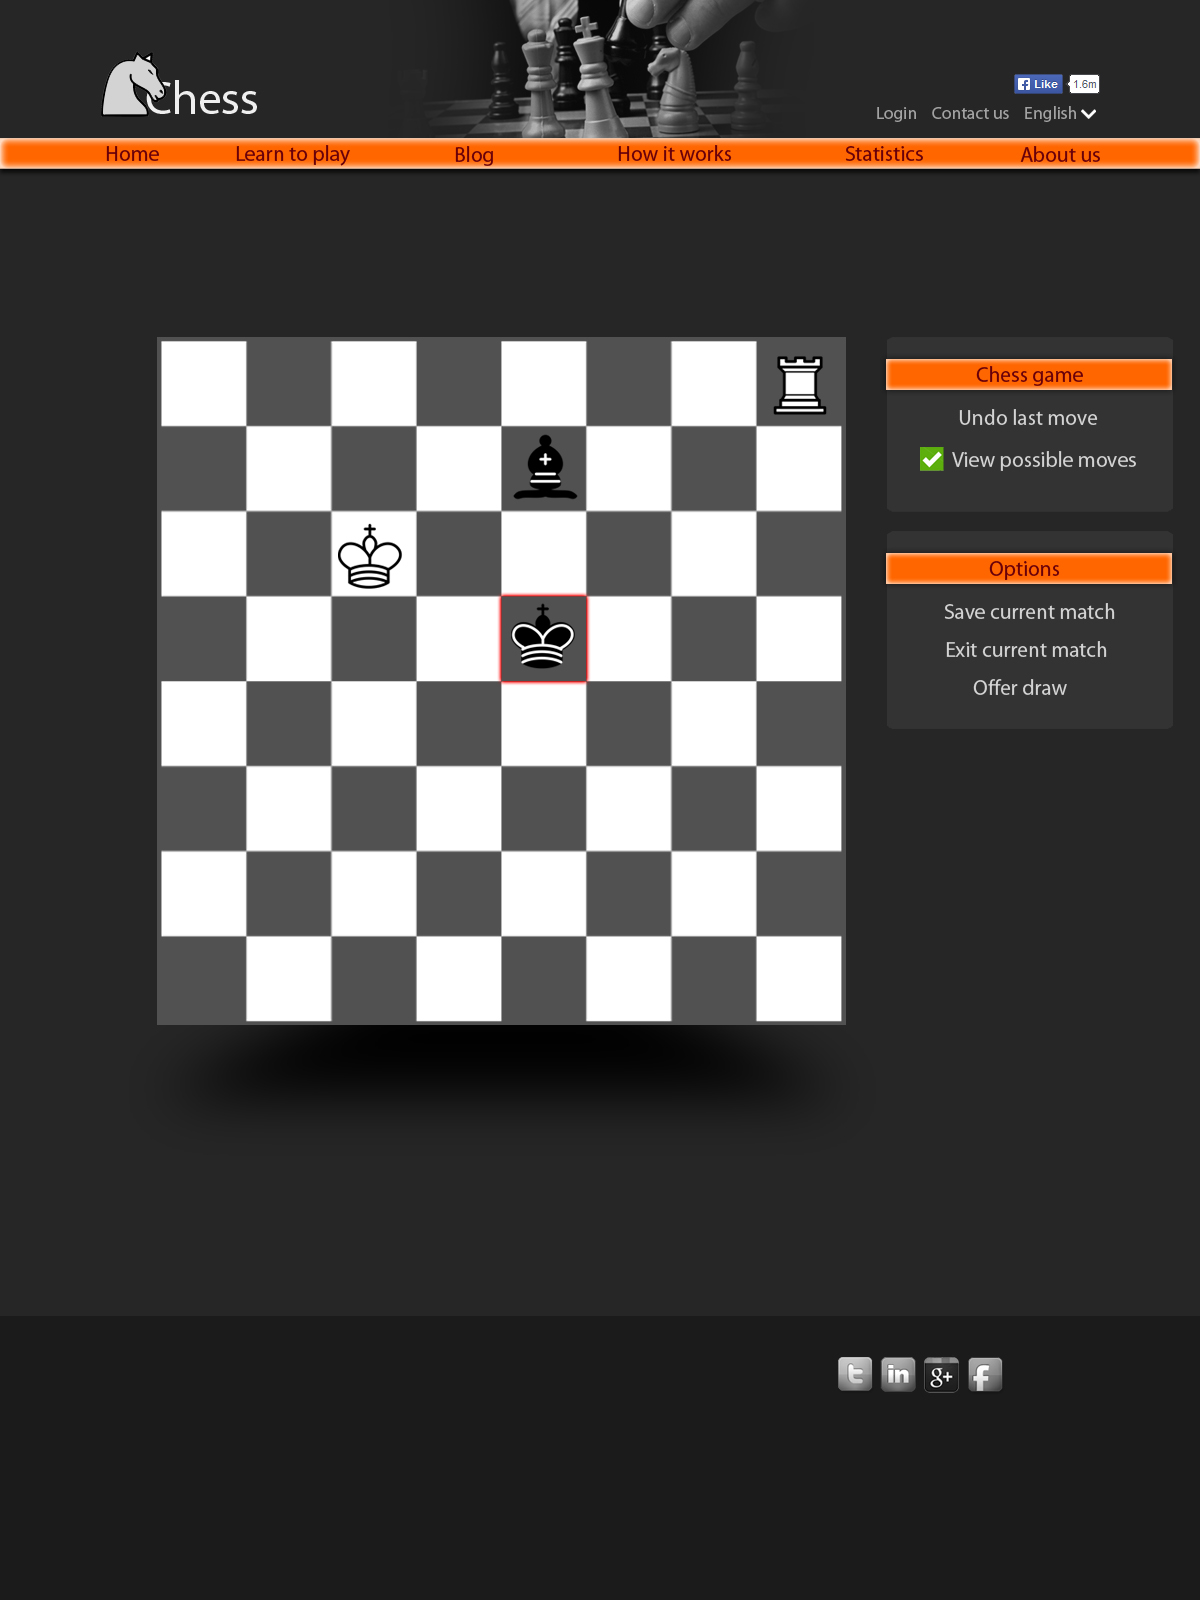 Chess
Like 1.6m
Login Contact us English
Home Learn to play Blog How it works Statistics About us
Chess game
Undo last move
View possible moves
Options
Save current match
Exit current match
Offer draw
t in g+ f